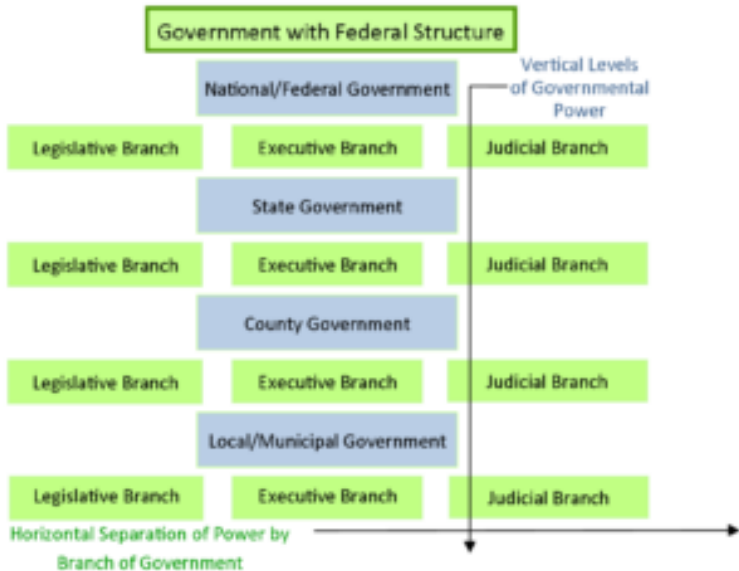 Government with Federal Structure
National/Federal Government
Vertical Levels
of Governmental
Power
Legislative Branch
Executive Branch
Judicial Branch
State Government
Legislative Branch
Executive Branch
Judicial Branch
County Government
Legislative Branch
Executive Branch
Judicial Branch
Local/Municipal Government
Legislative Branch
Executive Branch
Judicial Branch
Horizontal Separation of Power by
Branch of Government